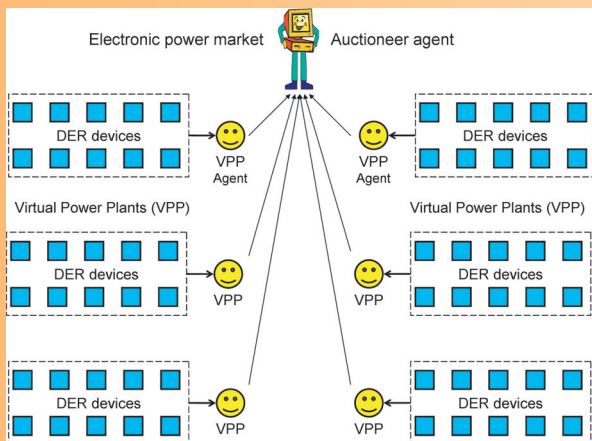 Electronic power market
Auctioneer agent
DER devices
VPP
Agent
VPP
Agent
DER devices
Virtual Power Plants (VPP)
Virtual Power Plants (VPP)
DER devices
VPP
VPP
DER devices
DER devices
VPP
VPP
DER devices